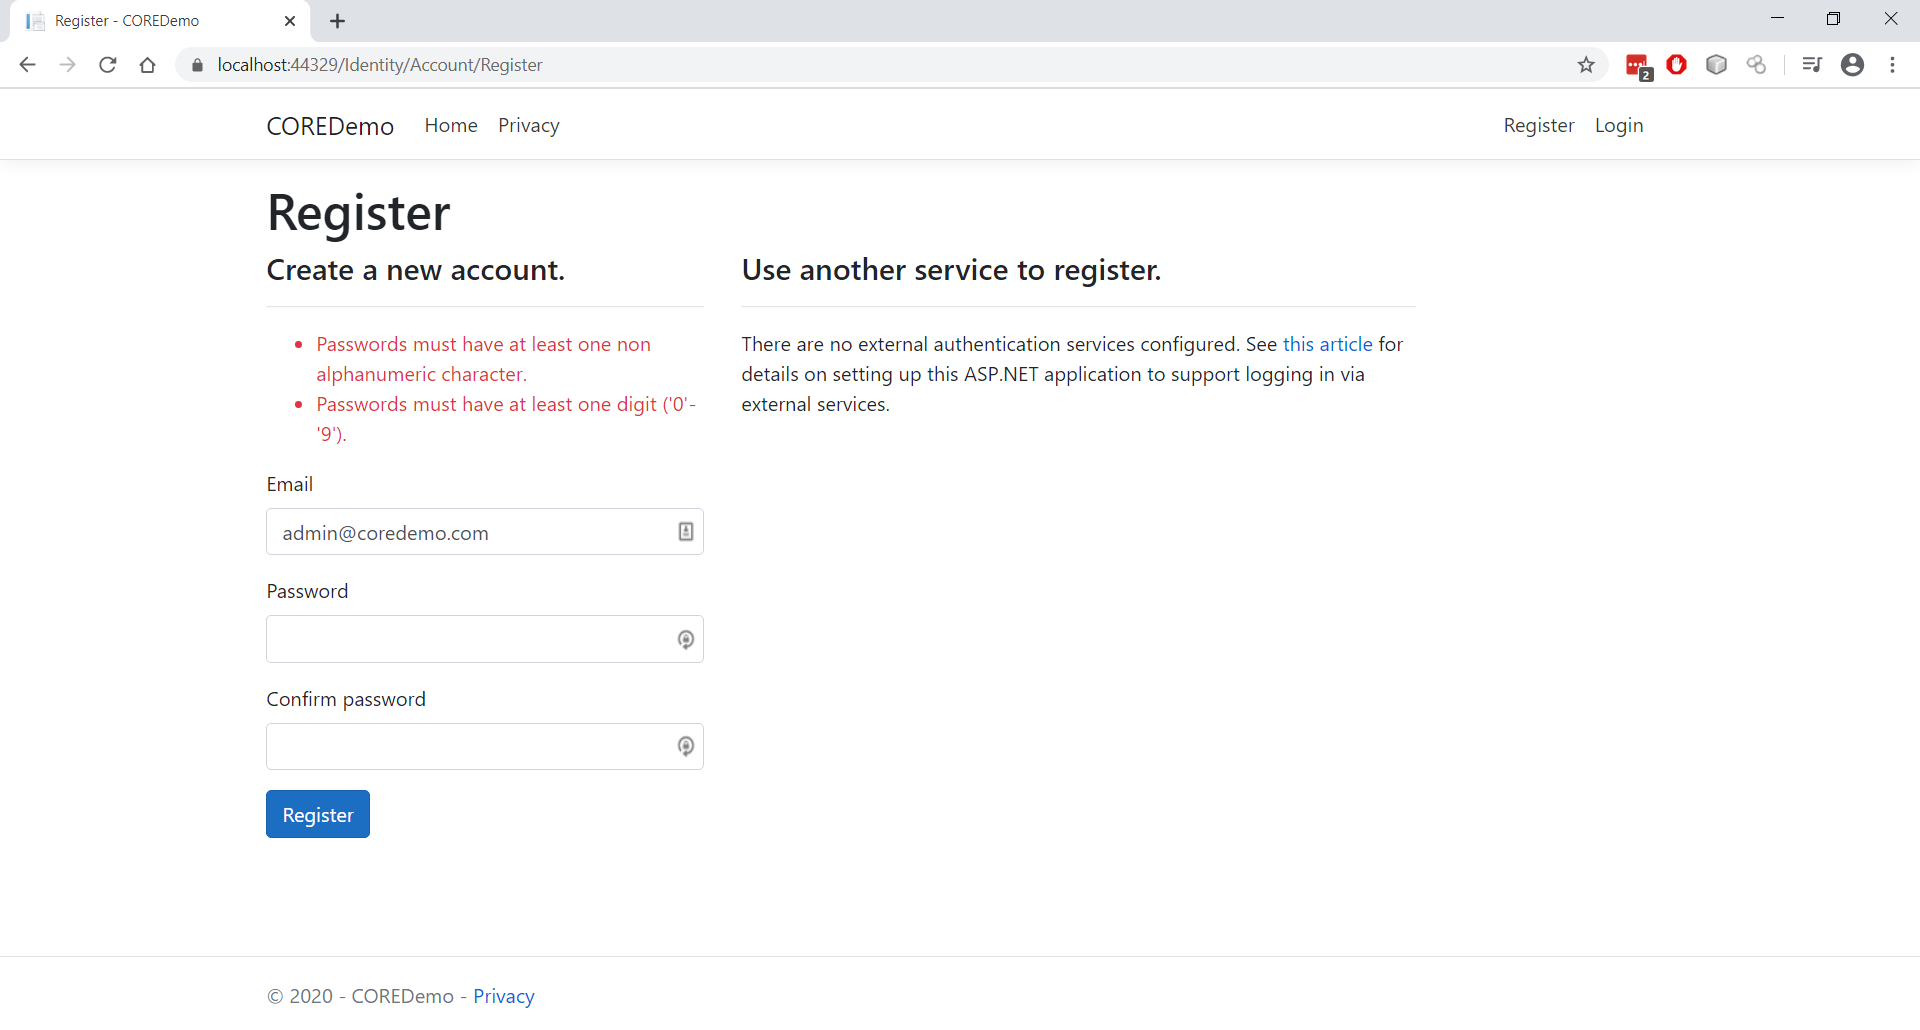 Register - COREDemo
localhost:44329/Identity/Account/Register
2
COREDemo Home Privacy Register Login
Register
Create a new account.
Passwords must have at least one non
alphanumeric character.
Passwords must have at least one digit ('0'-
'9').
Email
admin@coredemo.com
Password
Confirm password
Register
Use another service to register.
There are no external authentication services configured. See this article for
details on setting up this ASP.NET application to support logging in via
external services.
© 2020 - COREDemo - Privacy